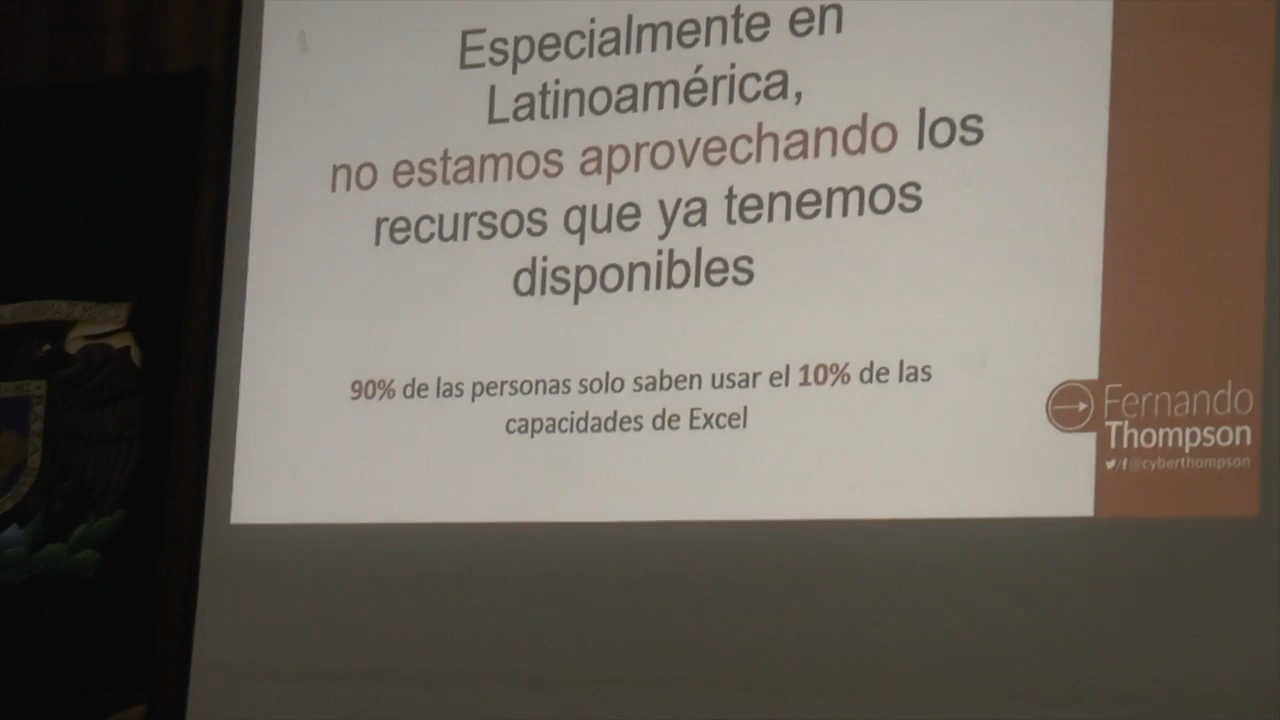 Especialmente en
Latinoamérica,
no estamos aprovechando los
recursos que ya tenemos
disponibles
90% de las personas solo saben usar el 10% de las
capacidades de Excel
Fernando
Thompson
/f@cyberthompson